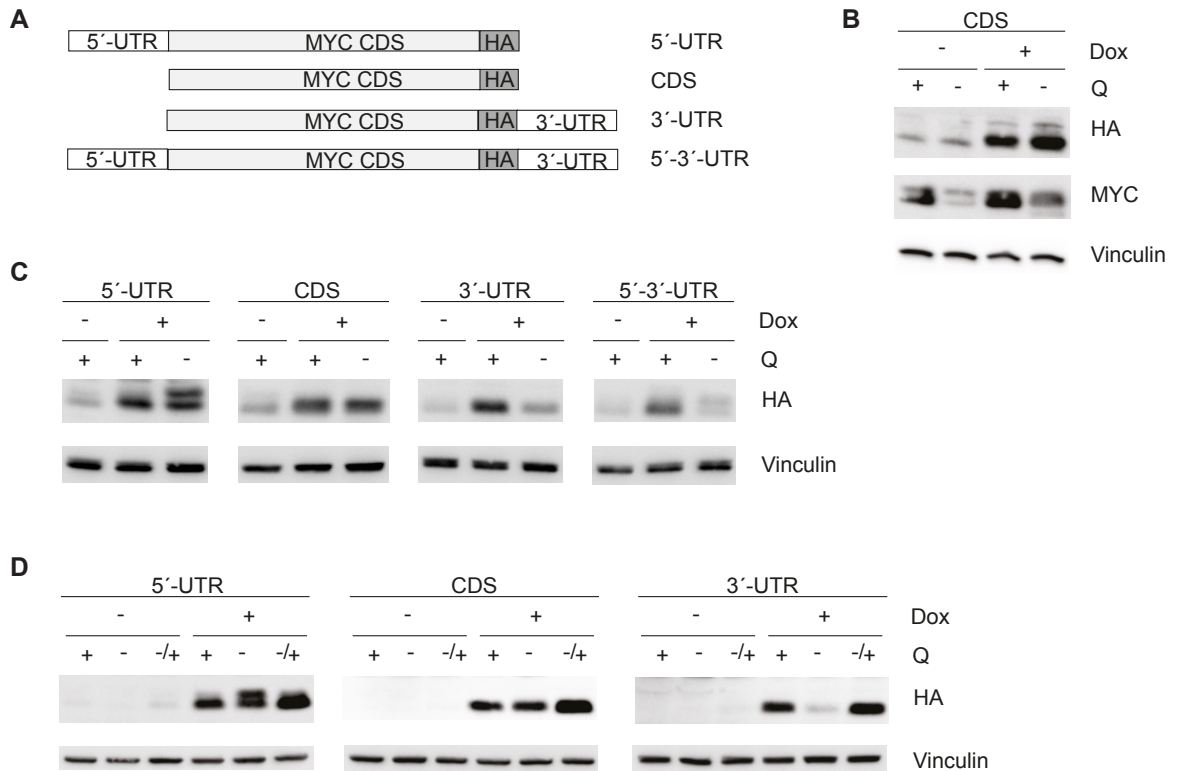 A
5´-UTR MYC CDS HA 5´-UTR
MYC CDS HA CDS
MYC CDS HA 3´-UTR 3´-UTR
5´-UTR MYC CDS HA 3´-UTR 5´-3´-UTR
B
CDS
- + Dox
+ - + - Q
HA
MYC
Vinculin
C
5´-UTR CDS 3´-UTR 5´-3´-UTR
- + - + - + - + Dox
+ + - + + - + + - + + - Q
HA
Vinculin
D
5´-UTR CDS 3´-UTR
- + - + - + Dox
+ - -/+ + - -/+ + - -/+ + - -/+ + - -/+ + - -/+ Q
HA
Vinculin